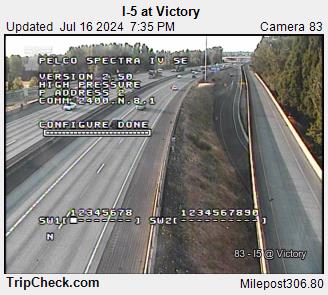 I-5 at Victory
Updated Jul 16 2024 7:35 PM Camera 83
PELCO SPECTRA IV SE
VERSION 2.50
HIGH PRESSURE
P ADDRESS 2
COMM 2400.N.8.1
CONFIGURE DONE
12345678 1234567890
SW1[ ■------- ] SW2[ ---------- ]
N
83 - I5 @ Victory
TripCheck.com Milepost306.80